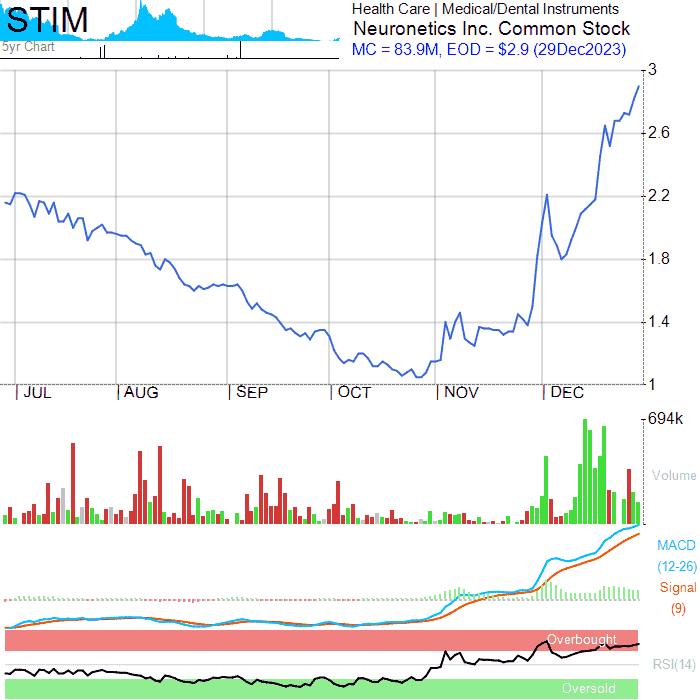 STIM
5yr Chart
Health Care | Medical/Dental Instruments
Neuronetics Inc. Common Stock
MC = 83.9M, EOD = $2.9 (29Dec2023)
3
2.6
2.2
1.8
1.4
1
JUL AUG SEP OCT NOV DEC
694k
Volume
MACD
(12-26)
Signal
(9)
Overbought
RSI(14)
Oversold